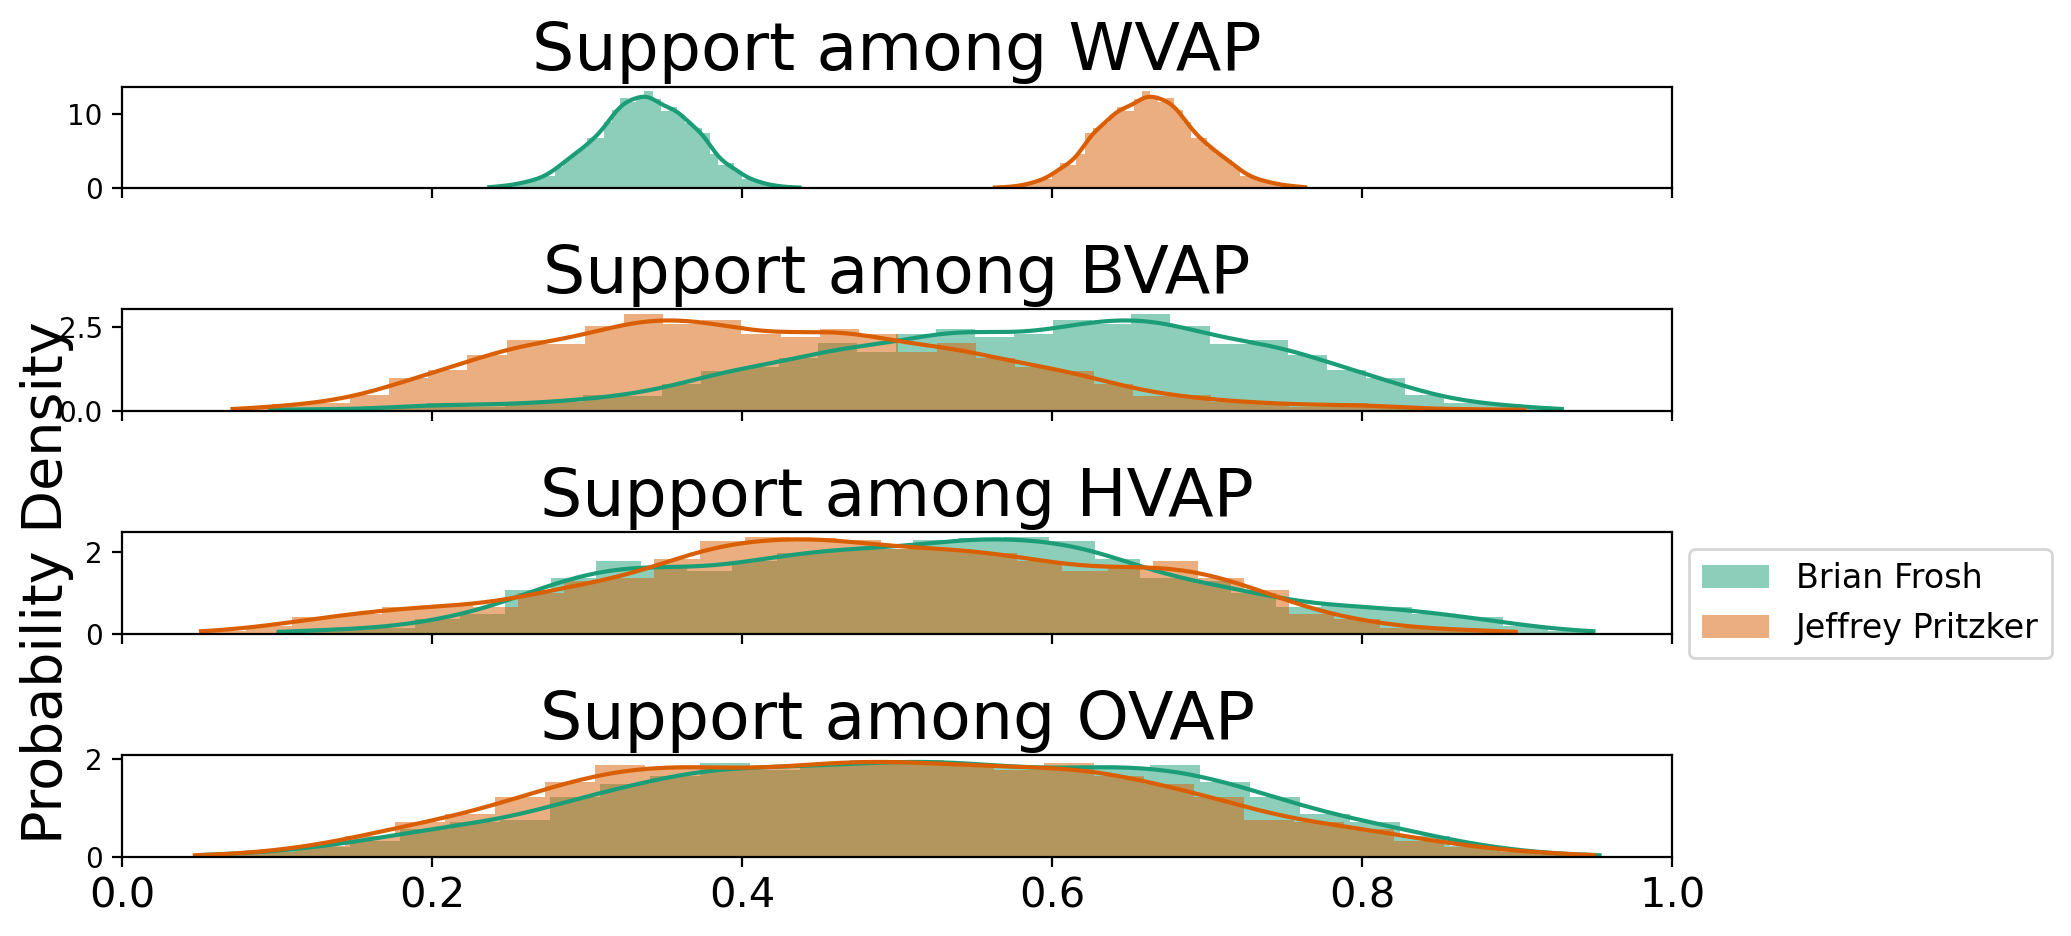 Support among WVAP
10
0
Support among BVAP
2.5
0.0
Support among HVAP
2
0
Brian Frosh
Jeffrey Pritzker
Support among OVAP
2
0
0.0 0.2 0.4 0.6 0.8 1.0
Probability Density